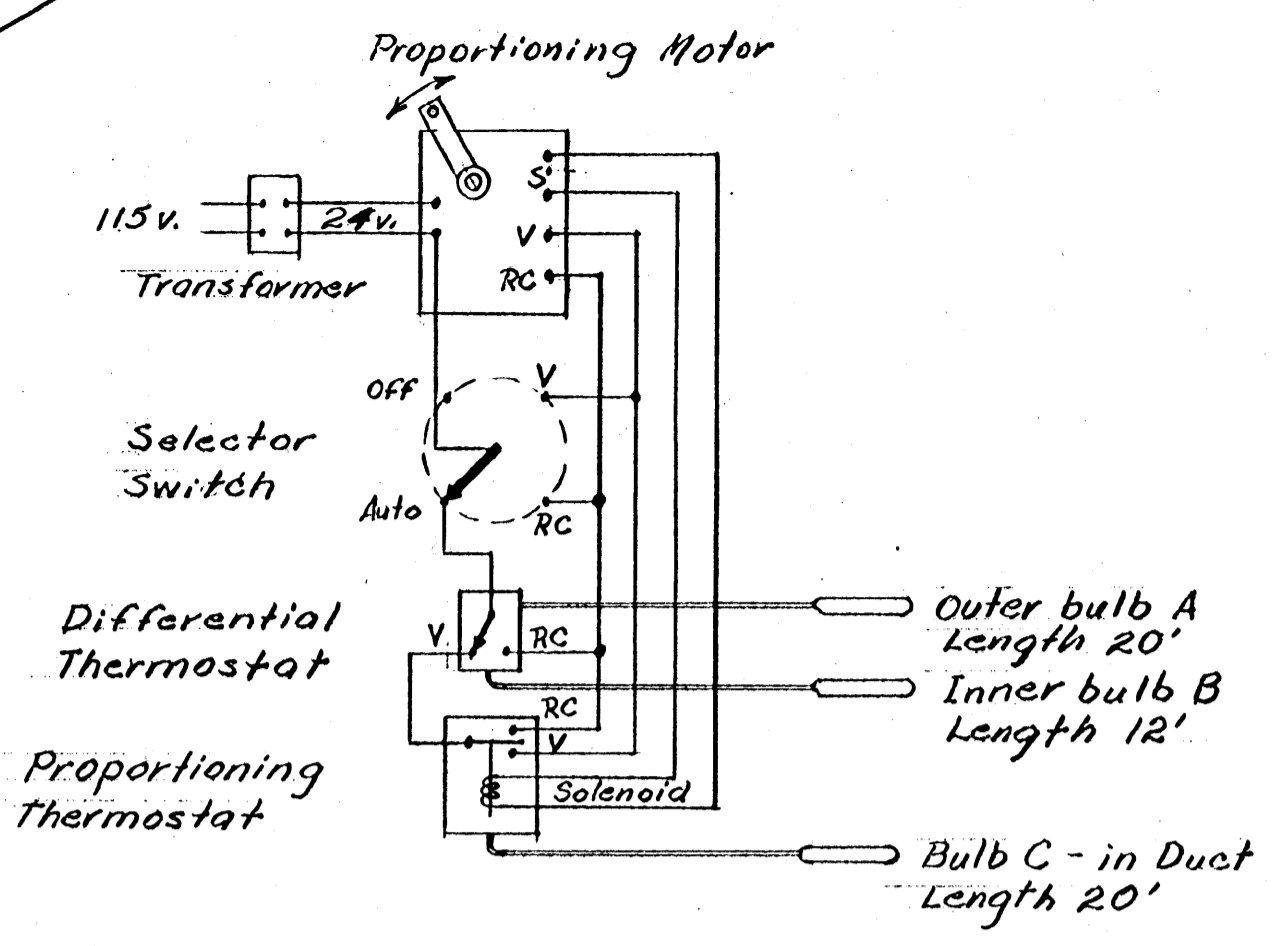 Proportioning Motor
S
115 v.
24 v.
V
RC
Transformer
Off
V
Selector
Switch
Auto
RC
Differential
Thermostat
V
RC
Outer bulb A
Length 20'
Inner bulb B
Length 12'
RC
V
Proportioning
Thermostat
Solenoid
Bulb C - in Duct
Length 20'